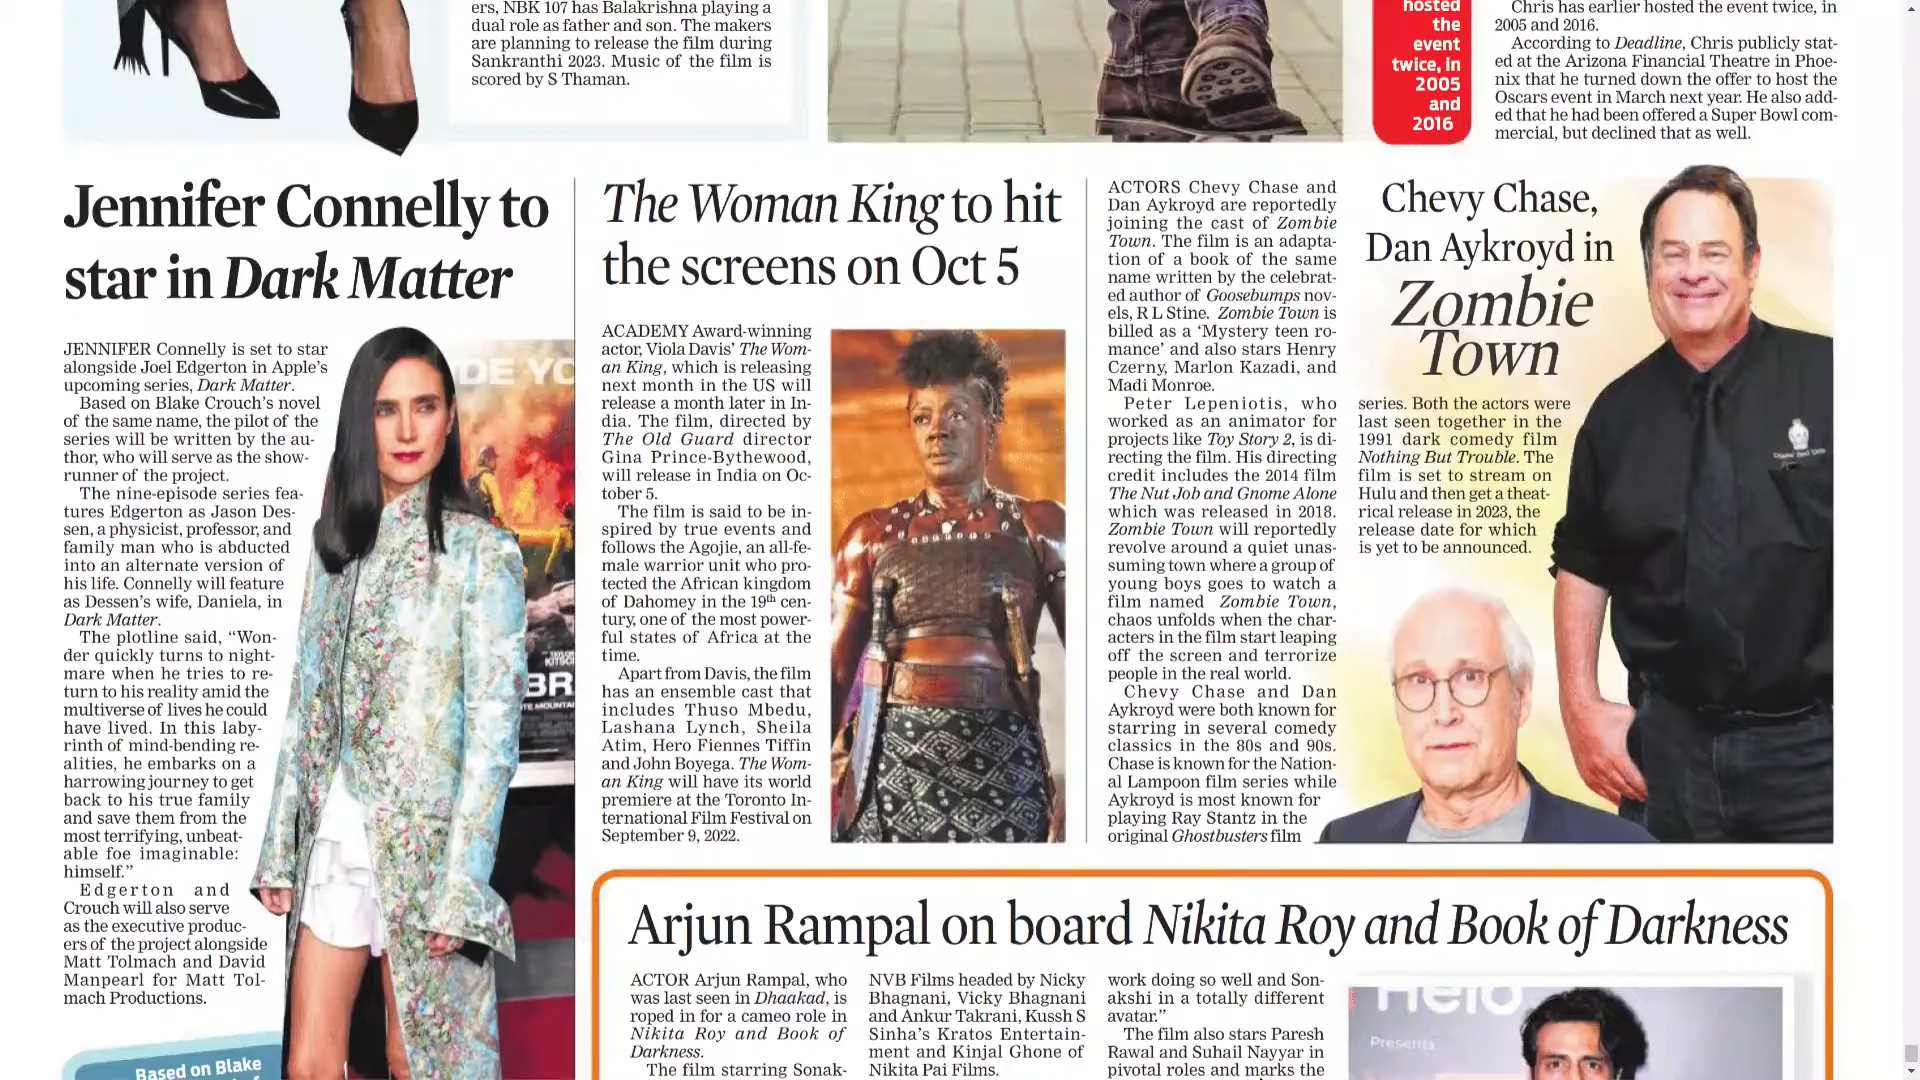 ers, NBK 107 has Balakrishna playing a
dual role as father and son. The makers
are planning to release the film during
Sankranthi 2023. Music of the film is
scored by S Thaman.
hosted
the
event
twice, in
2005
and
2016
Chris has earlier hosted the event twice, in
2005 and 2016.
According to Deadline, Chris publicly stat-
ed at the Arizona Financial Theatre in Phoe-
nix that he turned down the offer to host the
Oscars event in March next year. He also add-
ed that he had been offered a Super Bowl com-
mercial, but declined that as well.
Jennifer Connelly to
star in Dark Matter
JENNIFER Connelly is set to star
alongside Joel Edgerton in Apple's
upcoming series, Dark Matter.
Based on Blake Crouch's novel
of the same name, the pilot of the
series will be written by the au-
thor, who will serve as the show-
runner of the project.
The nine-episode series fea-
tures Edgerton as Jason Des-
sen, a physicist, professor, and
family man who is abducted
into an alternate version of
his life. Connelly will feature
as Dessen's wife, Daniela, in
Dark Matter.
The plotline said, “Won-
der quickly turns to night-
mare when he tries to re-
turn to his reality amid the
multiverse of lives he could
have lived. In this laby-
rinth of mind-bending re-
alities, he embarks on a
harrowing journey to get
back to his true family
and save them from the
most terrifying, unbeat-
able foe imaginable:
himself.”
Edgerton and
Crouch will also serve
as the executive produc-
ers of the project alongside
Matt Tolmach and David
Manpearl for Matt Tol-
mach Productions.
Based on Blake
DE YO
TAYLOR
KITSCH
BR
ITE MOUNTAI
The Woman King to hit
the screens on Oct 5
ACADEMY Award-winning
actor, Viola Davis' The Wom-
an King, which is releasing
next month in the US will
release a month later in In-
dia. The film, directed by
The Old Guard director
Gina Prince-Bythewood,
will release in India on Oc-
tober 5.
The film is said to be in-
spired by true events and
follows the Agojie, an all-fe-
male warrior unit who pro-
tected the African kingdom
of Dahomey in the 19th cen-
tury, one of the most power-
ful states of Africa at the
time.
Apart from Davis, the film
has an ensemble cast that
includes Thuso Mbedu,
Lashana Lynch, Sheila
Atim, Hero Fiennes Tiffin
and John Boyega. The Wom-
an King will have its world
premiere at the Toronto In-
ternational Film Festival on
September 9, 2022.
Chevy Chase,
Dan Aykroyd in
Zombie
Town
ACTORS Chevy Chase and
Dan Aykroyd are reportedly
joining the cast of Zombie
Town. The film is an adapta-
tion of a book of the same
name written by the celebrat-
ed author of Goosebumps nov-
els, R L Stine. Zombie Town is
billed as a ‘Mystery teen ro-
mance’ and also stars Henry
Czerny, Marlon Kazadi, and
Madi Monroe.
Peter Lepeniotis, who
worked as an animator for
projects like Toy Story 2, is di-
recting the film. His directing
credit includes the 2014 film
The Nut Job and Gnome Alone
which was released in 2018.
Zombie Town will reportedly
revolve around a quiet unas-
suming town where a group of
young boys goes to watch a
film named Zombie Town,
chaos unfolds when the char-
acters in the film start leaping
off the screen and terrorize
people in the real world.
Chevy Chase and Dan
Aykroyd were both known for
starring in several comedy
classics in the 80s and 90s.
Chase is known for the Nation-
al Lampoon film series while
Aykroyd is most known for
playing Ray Stantz in the
original Ghostbusters film
series. Both the actors were
last seen together in the
1991 dark comedy film
Nothing But Trouble. The
film is set to stream on
Hulu and then get a theat-
rical release in 2023, the
release date for which
is yet to be announced.
Arjun Rampal on board Nikita Roy and Book of Darkness
ACTOR Arjun Rampal, who
was last seen in Dhaakad, is
roped in for a cameo role in
Nikita Roy and Book of
Darkness.
The film starring Sonak-
NVB Films headed by Nicky
Bhagnani, Vicky Bhagnani
and Ankur Takrani, Kussh S
Sinha's Kratos Entertain-
ment and Kinjal Ghone of
Nikita Pai Films.
work doing so well and Son-
akshi in a totally different
avatar.”
The film also stars Paresh
Rawal and Suhail Nayyar in
pivotal roles and marks the
Helo
Presents